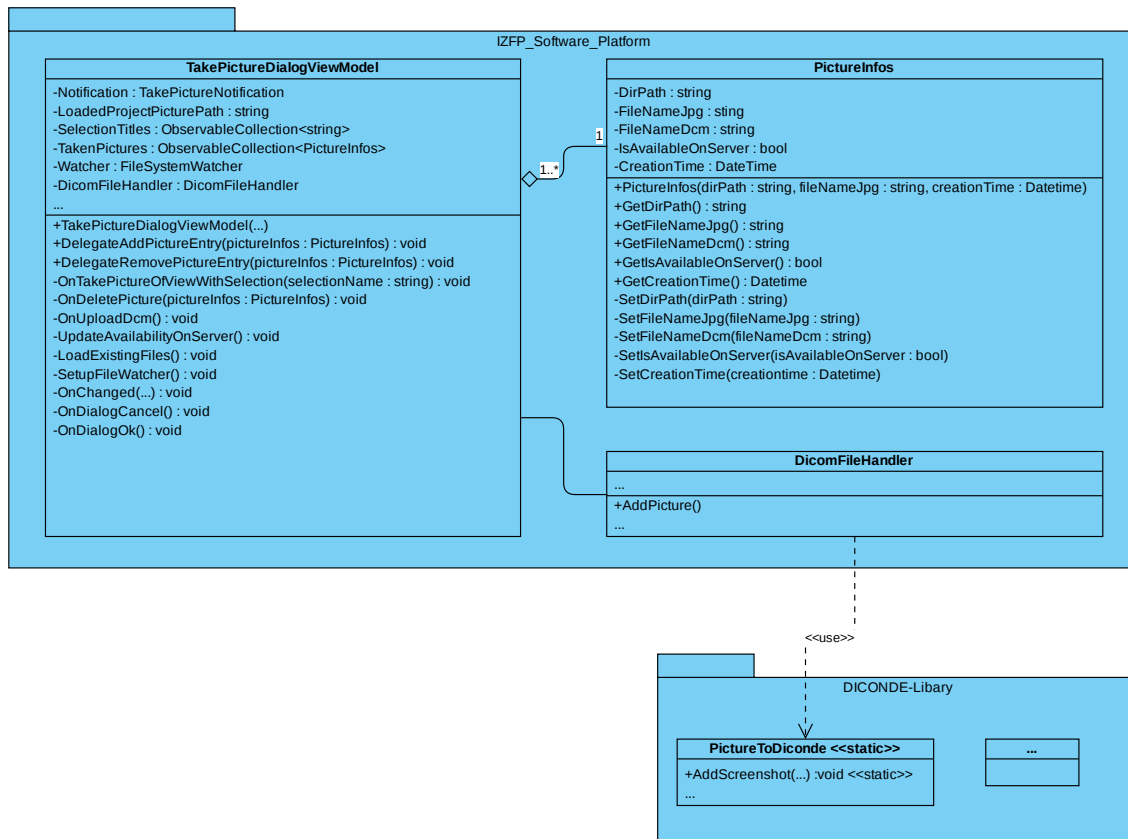 IZFP_Software_Platform
TakePictureDialogViewModel
-Notification : TakePictureNotification
-LoadedProjectPicturePath : string
-SelectionTitles : ObservableCollection<string>
-TakenPictures : ObservableCollection<PictureInfos>
-Watcher : FileSystemWatcher
-DicomFileHandler : DicomFileHandler
...
+TakePictureDialogViewModel(...)
+DelegateAddPictureEntry(pictureInfos : PictureInfos) : void
+DelegateRemovePictureEntry(pictureInfos : PictureInfos) : void
-OnTakePictureOfViewWithSelection(selectionName : string) : void
-OnDeletePicture(pictureInfos : PictureInfos) : void
-OnUploadDcm() : void
-UpdateAvailabilityOnServer() : void
-LoadExistingFiles() : void
-SetupFileWatcher() : void
-OnChanged(...) : void
-OnDialogCancel() : void
-OnDialogOk() : void
1..*
1
PictureInfos
-DirPath : string
-FileNameJpg : sting
-FileNameDcm : string
-IsAvailableOnServer : bool
-CreationTime : DateTime
+PictureInfos(dirPath : string, fileNameJpg : string, creationTime : Datetime)
+GetDirPath() : string
+GetFileNameJpg() : string
+GetFileNameDcm() : string
+GetIsAvailableOnServer() : bool
+GetCreationTime() : Datetime
-SetDirPath(dirPath : string)
-SetFileNameJpg(fileNameJpg : string)
-SetFileNameDcm(fileNameDcm : string)
-SetIsAvailableOnServer(isAvailableOnServer : bool)
-SetCreationTime(creationtime : Datetime)
DicomFileHandler
...
+AddPicture()
...
<<use>>
DICONDE-Libary
PictureToDiconde <<static>>
+AddScreenshot(...) :void <<static>>
...
...